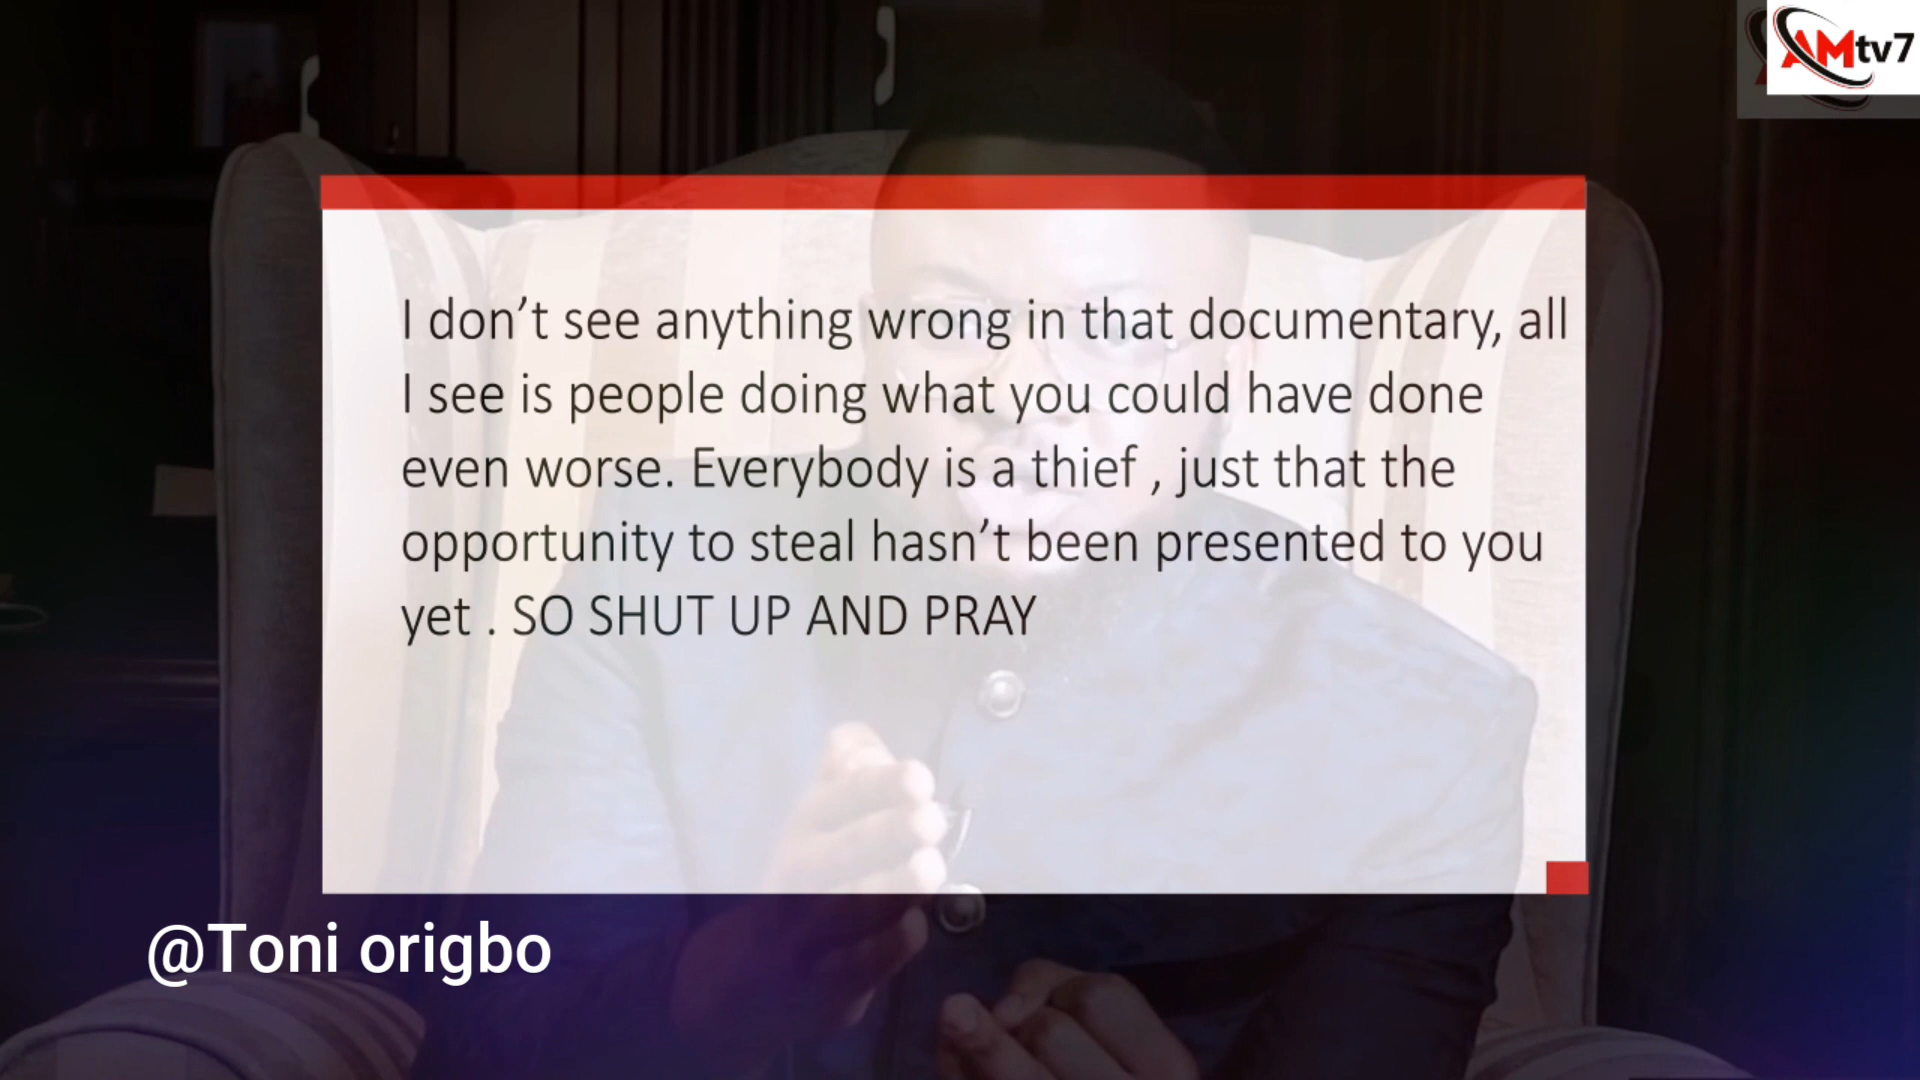 AMtv7
I don’t see anything wrong in that documentary, all
I see is people doing what you could have done
even worse. Everybody is a thief , just that the
opportunity to steal hasn’t been presented to you
yet . SO SHUT UP AND PRAY
@Toni origbo